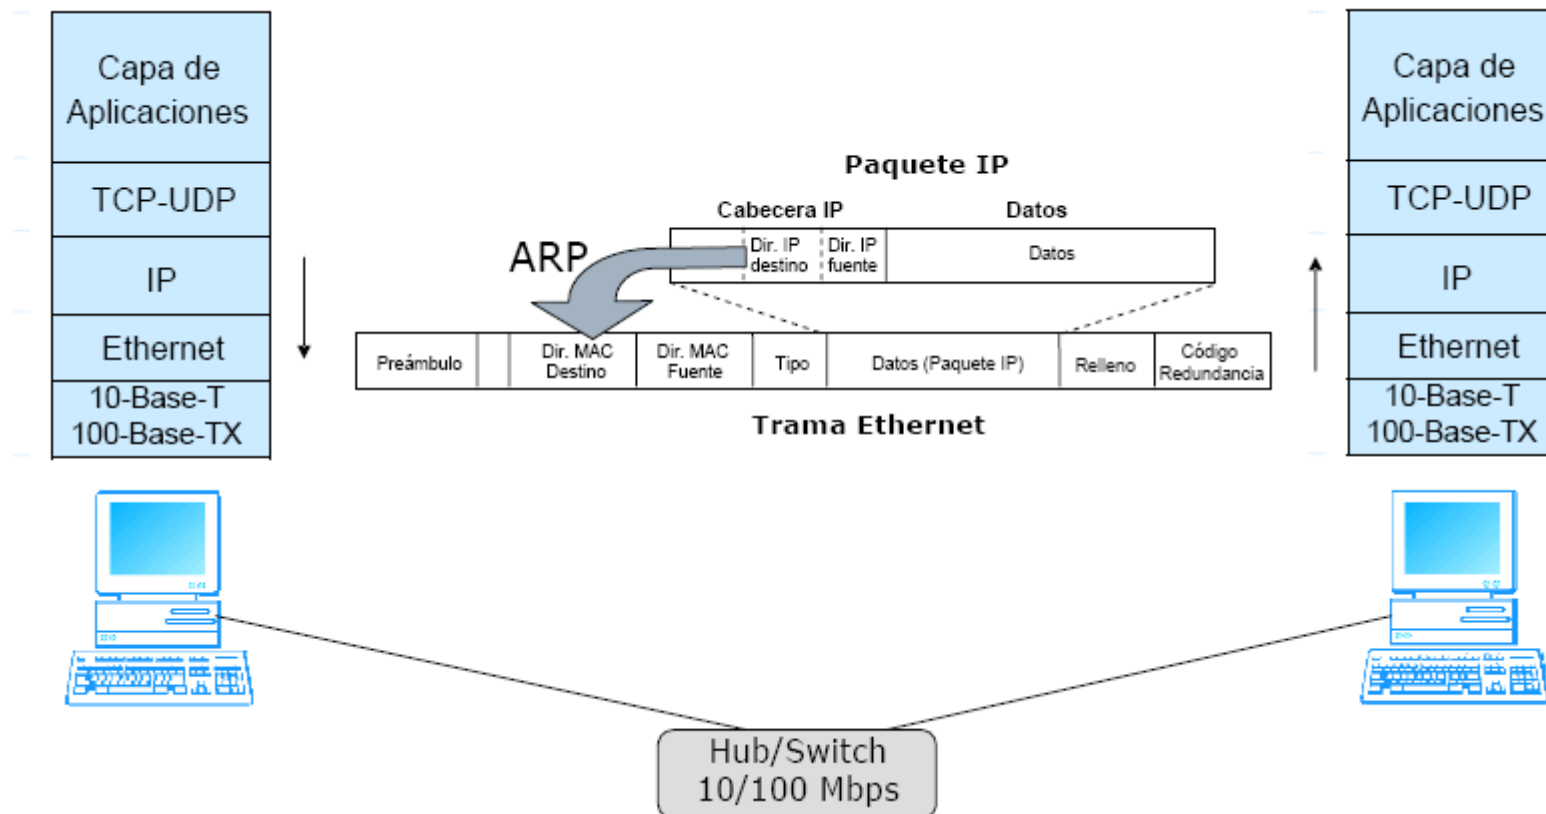 Capa de
Aplicaciones
TCP-UDP
IP
Ethernet
10-Base-T
100-Base-TX
Paquete IP
Cabecera IP
Datos
ARP
Dir. IP
destino
Dir. IP
fuente
Datos
Preámbulo
Dir. MAC
Destino
Dir. MAC
Fuente
Tipo
Datos (Paquete IP)
Relleno
Código
Redundancia
Trama Ethernet
Capa de
Aplicaciones
TCP-UDP
IP
Ethernet
10-Base-T
100-Base-TX
Hub/Switch
10/100 Mbps